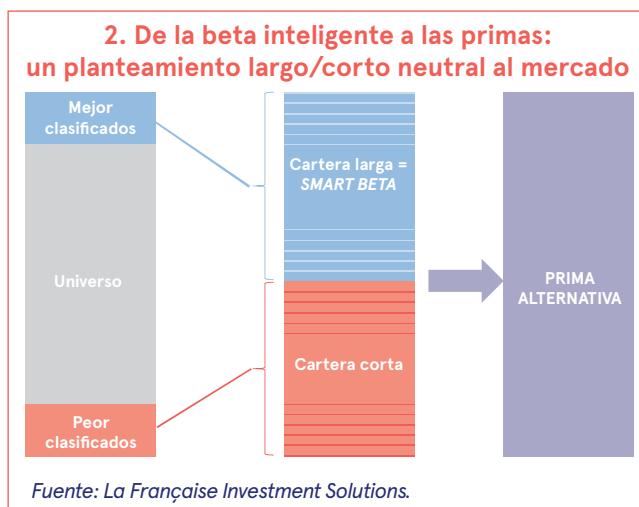 2. De la beta inteligente a las primas:
un planteamiento largo/corto neutral al mercado
Mejor
clasificados
Universo
Peor
clasificados
Cartera larga =
SMART BETA
Cartera corta
PRIMA
ALTERNATIVA
Fuente: La Française Investment Solutions.